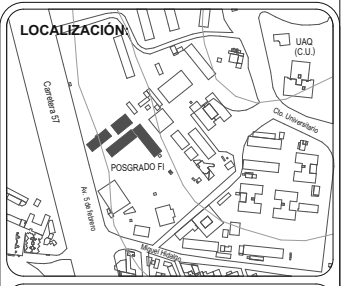 LOCALIZACIÓN:
UAQ
(C.U.)
Carretera 57
Cto. Universitario
POSGRADO FI
Av. 5 de febrero
Miguel Hidalgo